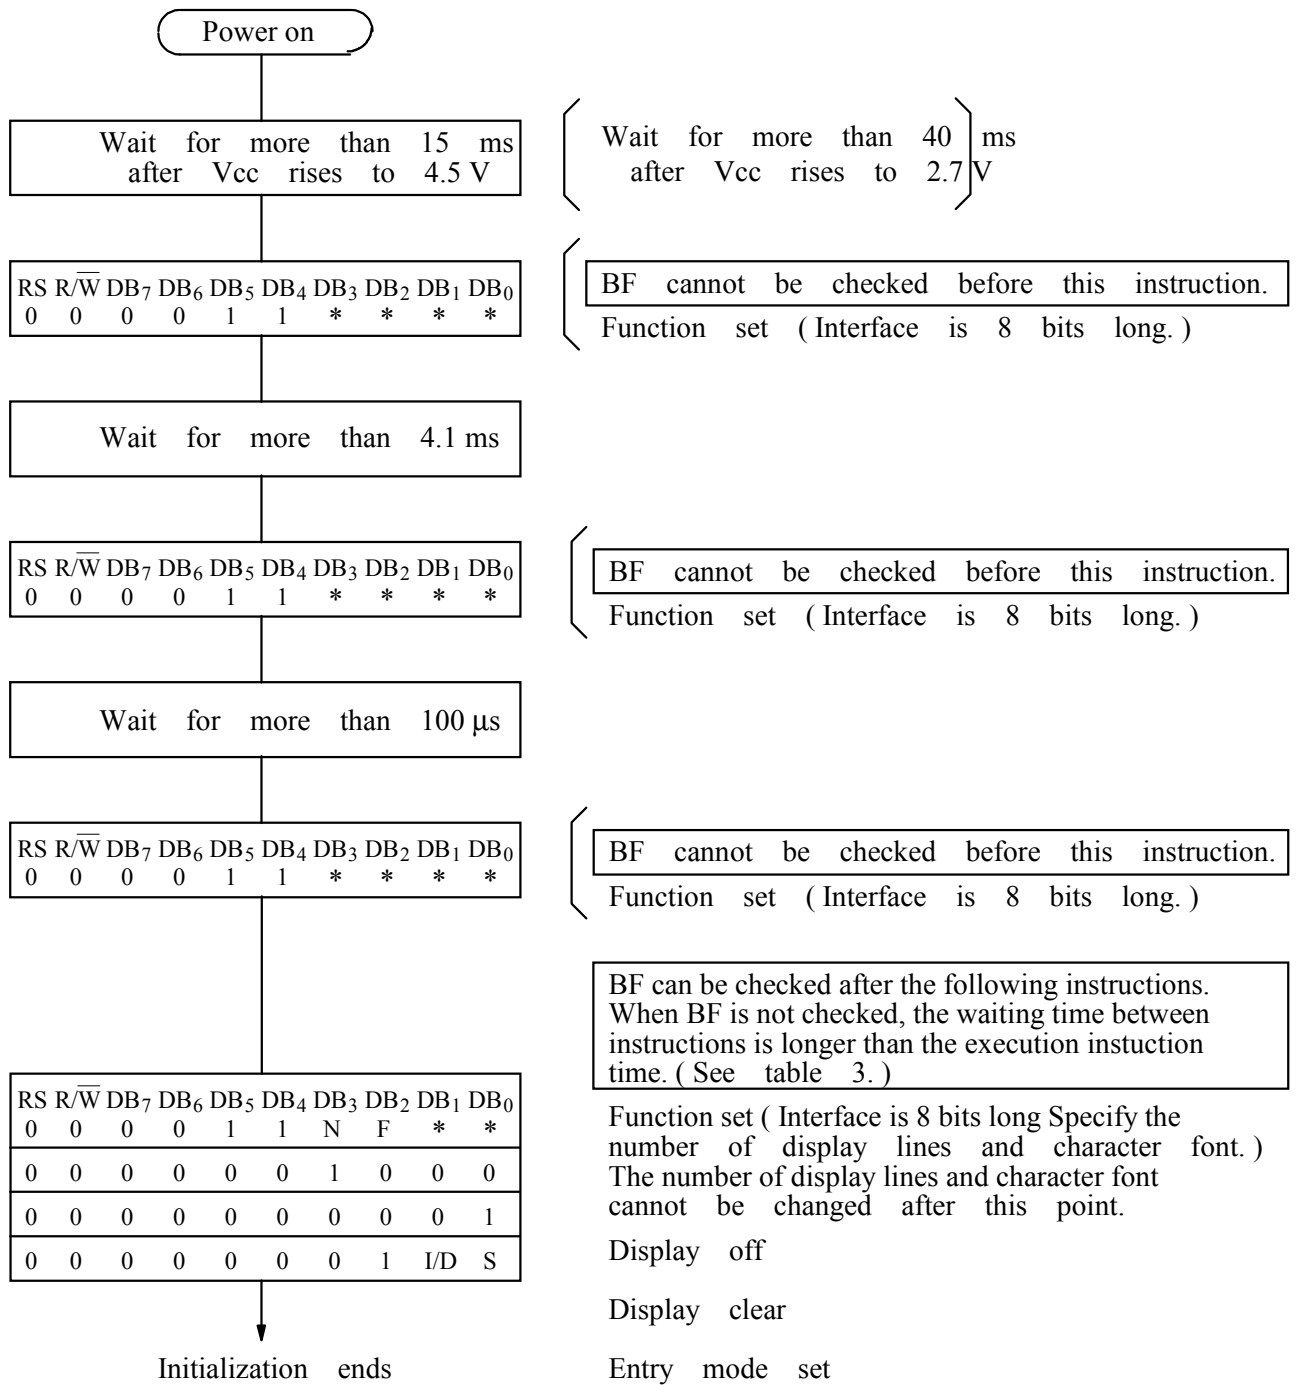 Power on
Wait for more than 15 ms
after Vcc rises to 4.5 V
Wait for more than 40 ms
after Vcc rises to 2.7 V
RS R/W̅ DB7 DB6 DB5 DB4 DB3 DB2 DB1 DB0
0 0 0 0 1 1 * * * *
BF cannot be checked before this instruction.
Function set ( Interface is 8 bits long. )
Wait for more than 4.1 ms
RS R/W̅ DB7 DB6 DB5 DB4 DB3 DB2 DB1 DB0
0 0 0 0 1 1 * * * *
BF cannot be checked before this instruction.
Function set ( Interface is 8 bits long. )
Wait for more than 100 µs
RS R/W̅ DB7 DB6 DB5 DB4 DB3 DB2 DB1 DB0
0 0 0 0 1 1 * * * *
BF cannot be checked before this instruction.
Function set ( Interface is 8 bits long. )
BF can be checked after the following instructions.
When BF is not checked, the waiting time between
instructions is longer than the execution instuction
time. ( See table 3. )
RS R/W̅ DB7 DB6 DB5 DB4 DB3 DB2 DB1 DB0
0 0 0 0 1 1 N F * *
0 0 0 0 0 0 1 0 0 0
0 0 0 0 0 0 0 0 0 1
0 0 0 0 0 0 0 1 I/D S
Function set ( Interface is 8 bits long Specify the
number of display lines and character font. )
The number of display lines and character font
cannot be changed after this point.
Display off
Display clear
Initialization ends
Entry mode set